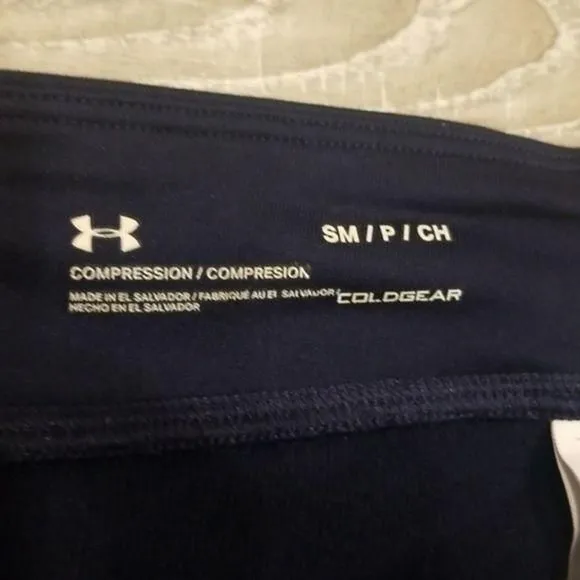 SM / P / CH
COMPRESSION / COMPRESION
MADE IN EL SALVADOR / FABRIQUÉ AU EL SALVADOR /
HECHO EN EL SALVADOR
COLDGEAR